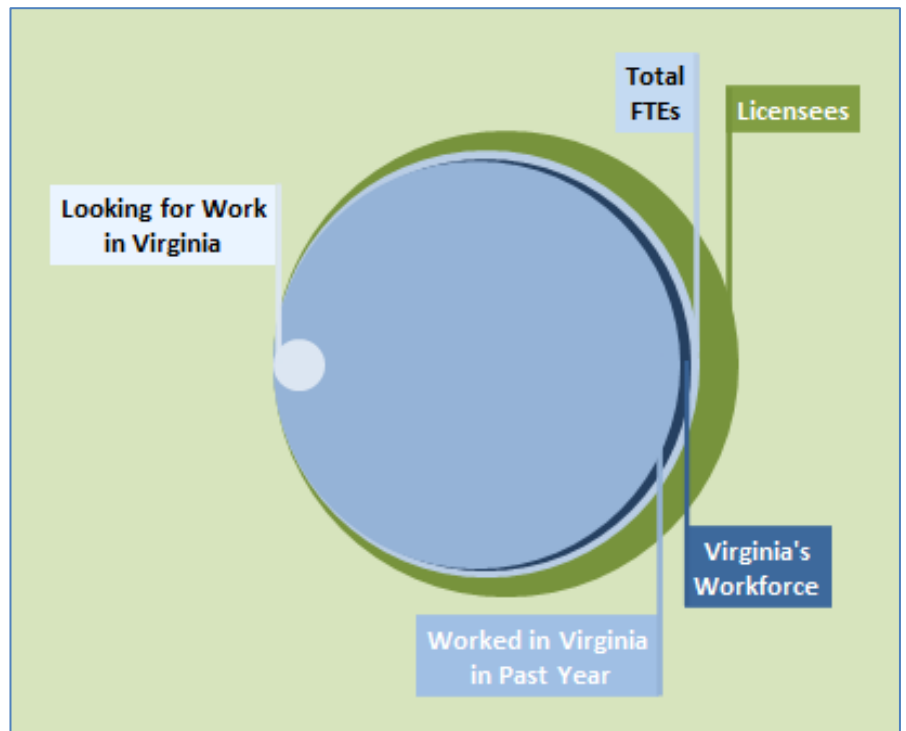 Total
FTEs
Licensees
Looking for Work
in Virginia
Virginia's
Workforce
Worked in Virginia
in Past Year